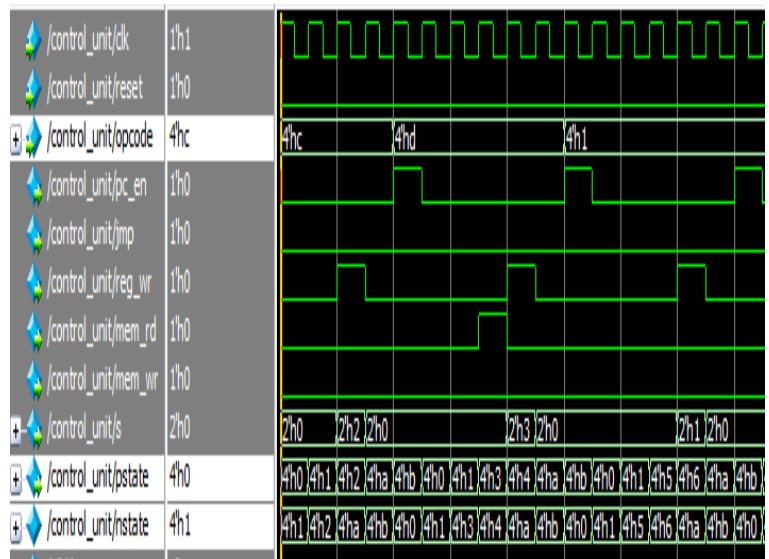 /control_unit/clk 1'h1
/control_unit/reset 1'h0
/control_unit/opcode 4'hc 4'hc 4'hd 4'h1
/control_unit/pc_en 1'h0
/control_unit/jmp 1'h0
/control_unit/reg_wr 1'h0
/control_unit/mem_rd 1'h0
/control_unit/mem_wr 1'h0
/control_unit/s 2'h0 2'h0 2'h2 2'h0 2'h3 2'h0 2'h1 2'h0
/control_unit/pstate 4'h0 4'h0 4'h1 4'h2 4'ha 4'hb 4'h0 4'h1 4'h3 4'h4 4'ha 4'hb 4'h0 4'h1 4'h5 4'h6 4'ha 4'hb
/control_unit/nstate 4'h1 4'h1 4'h2 4'ha 4'hb 4'h0 4'h1 4'h3 4'h4 4'ha 4'hb 4'h0 4'h1 4'h5 4'h6 4'ha 4'hb 4'h0